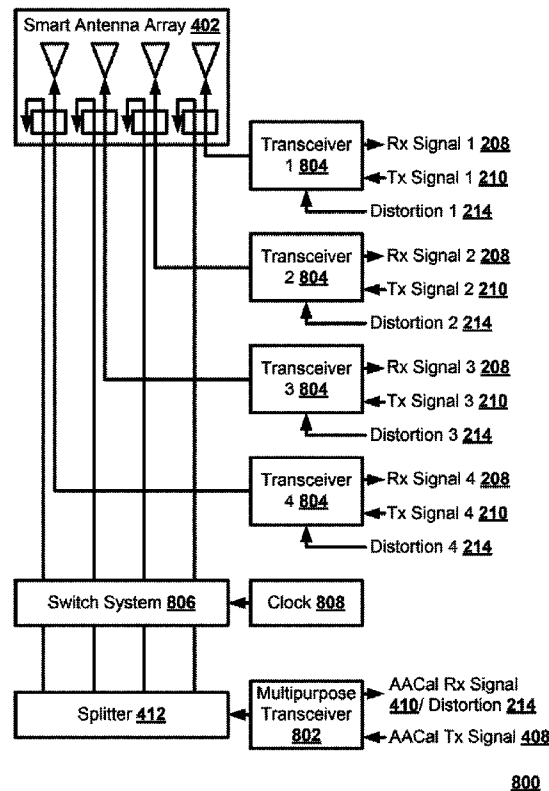 Smart Antenna Array 402
Transceiver
1 804
Rx Signal 1 208
Tx Signal 1 210
Distortion 1 214
Transceiver
2 804
Rx Signal 2 208
Tx Signal 2 210
Distortion 2 214
Transceiver
3 804
Rx Signal 3 208
Tx Signal 3 210
Distortion 3 214
Transceiver
4 804
Rx Signal 4 208
Tx Signal 4 210
Distortion 4 214
Switch System 806
Clock 808
Splitter 412
Multipurpose
Transceiver
802
AACal Rx Signal
410/ Distortion 214
AACal Tx Signal 408
800